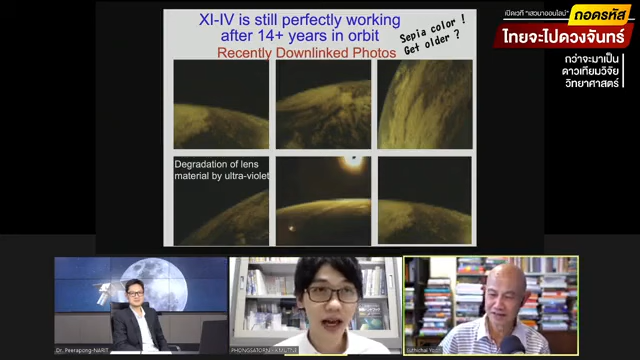 XI-IV is still perfectly working
after 14+ years in orbit
Recently Downlinked Photos
Sepia color !
Get older ?
Degradation of lens
material by ultra-violet
เปิดเวที "เสวนาออนไลน์"
ถอดรหัส
ไทยจะไปดวงจันทร์
กว่าจะมาเป็น
ดาวเทียมวิจัย
วิทยาศาสตร์
Dr. Peerapong-NARIT
Suthichai Yoon